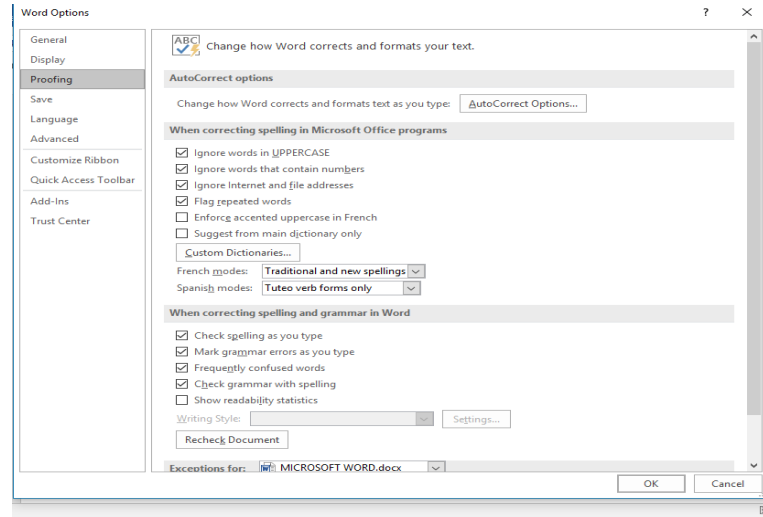 Word Options
? ×
General
Display
Proofing
Save
Language
Advanced
Customize Ribbon
Quick Access Toolbar
Add-Ins
Trust Center
ABC
Change how Word corrects and formats your text.
AutoCorrect options
Change how Word corrects and formats text as you type: AutoCorrect Options...
When correcting spelling in Microsoft Office programs
Ignore words in UPPERCASE
Ignore words that contain numbers
Ignore Internet and file addresses
Flag repeated words
Enforce accented uppercase in French
Suggest from main dictionary only
Custom Dictionaries...
French modes: Traditional and new spellings
Spanish modes: Tuteo verb forms only
When correcting spelling and grammar in Word
Check spelling as you type
Mark grammar errors as you type
Frequently confused words
Check grammar with spelling
Show readability statistics
Writing Style: Settings...
Recheck Document
Exceptions for: MICROSOFT WORD.docx
OK Cancel